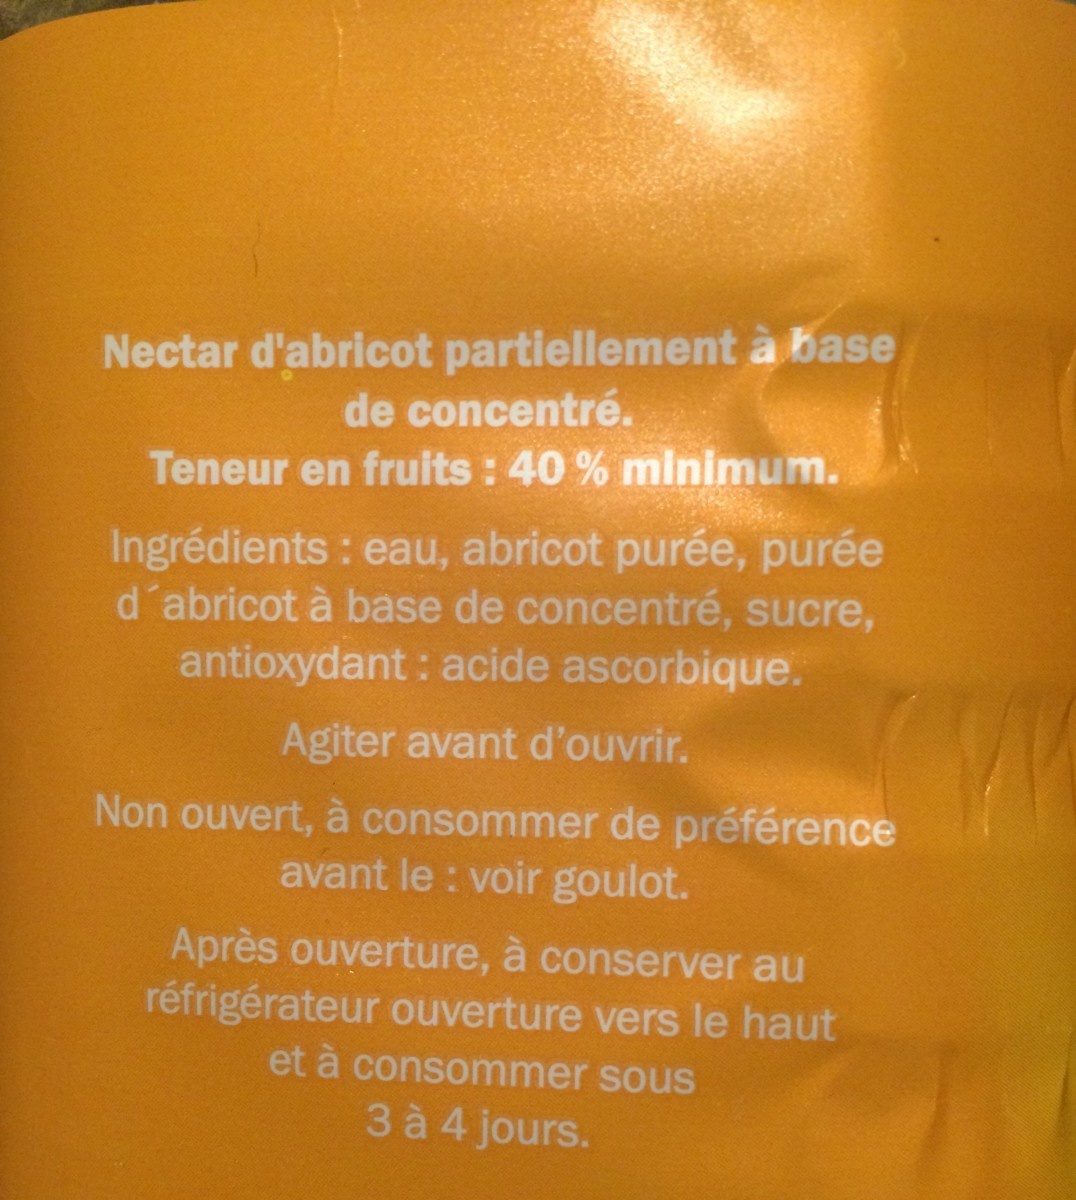 Nectar d'abricot partiellement à base
de concentré.
Teneur en fruits : 40 % minimum.
Ingrédients : eau, abricot purée, purée
d´abricot à base de concentré, sucre,
antioxydant : acide ascorbique.
Agiter avant d’ouvrir.
Non ouvert, à consommer de préférence
avant le : voir goulot.
Après ouverture, à conserver au
réfrigérateur ouverture vers le haut
et à consommer sous
3 à 4 jours.